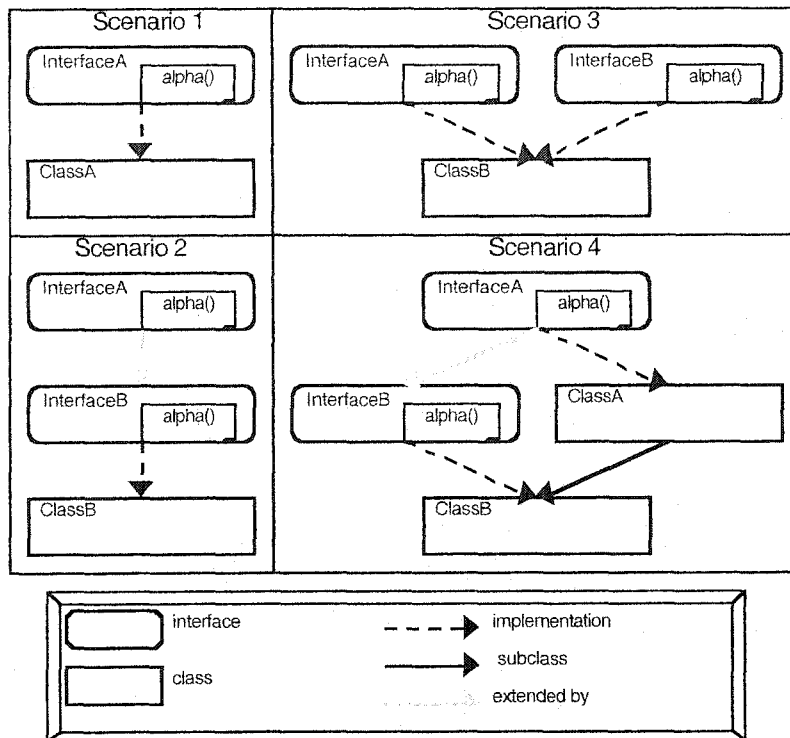 Scenario 1
InterfaceA
alpha()
ClassA
Scenario 3
InterfaceA
alpha()
InterfaceB
alpha()
ClassB
Scenario 2
InterfaceA
alpha()
InterfaceB
alpha()
ClassB
Scenario 4
InterfaceA
alpha()
InterfaceB
alpha()
ClassA
ClassB
interface
implementation
class
subclass
extended by